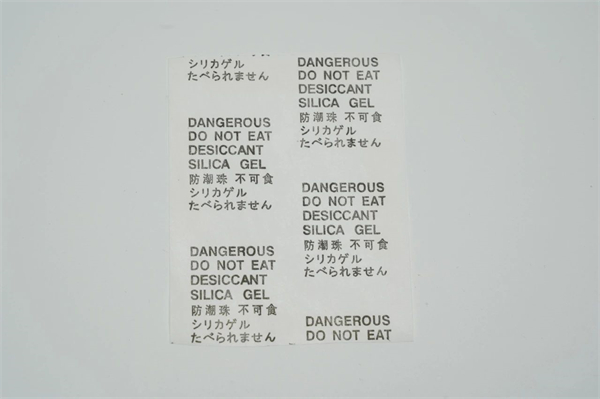 シリカゲル
たべられません
DANGEROUS
DO NOT EAT
DESICCANT
SILICA GEL
防潮珠 不可食
シリカゲル
たべられません
DANGEROUS
DO NOT EAT
DESICCANT
SILICA GEL
防潮珠 不可食
シリカゲル
たべられません
DANGEROUS
DO NOT EAT
DESICCANT
SILICA GEL
防潮珠 不可食
シリカゲル
たべられません
DANGEROUS
DO NOT EAT
DESICCANT
SILICA GEL
防潮珠 不可食
シリカゲル
たべられません
DANGEROUS
DO NOT EAT